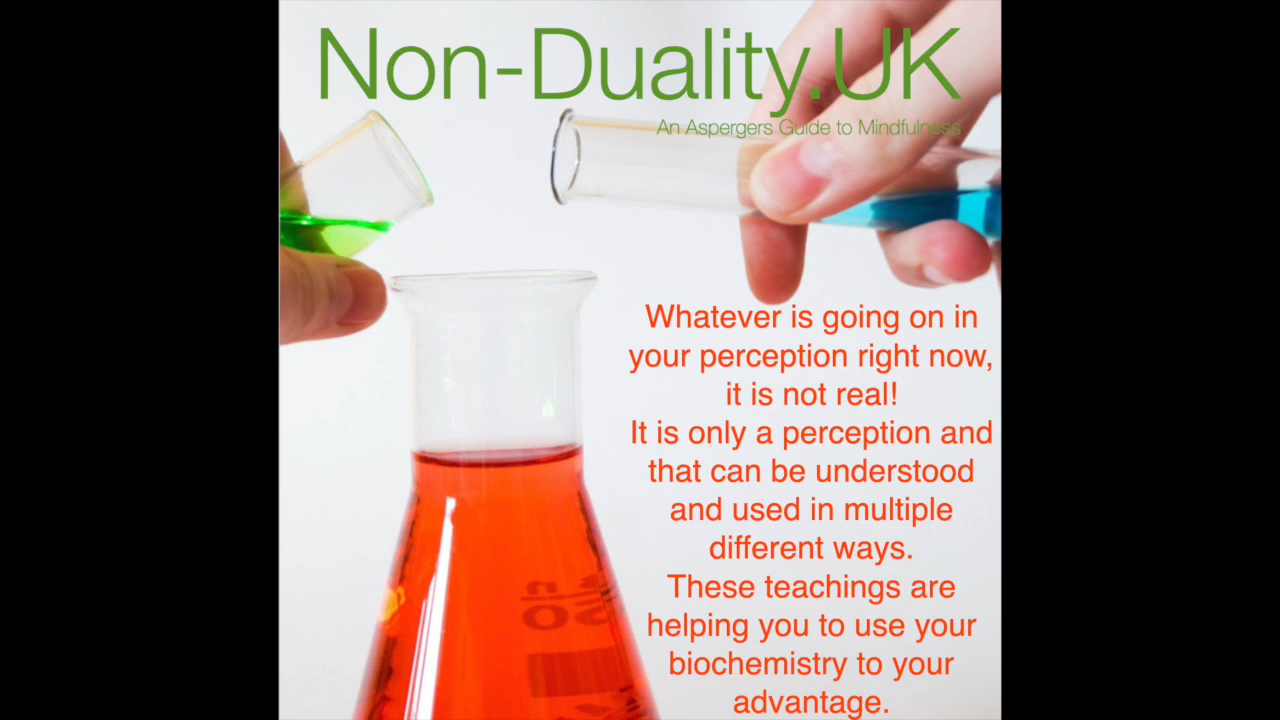 Non-Duality.UK
An Aspergers Guide to Mindfulness
Whatever is going on in
your perception right now,
it is not real!
It is only a perception and
that can be understood
and used in multiple
different ways.
These teachings are
helping you to use your
biochemistry to your
advantage.